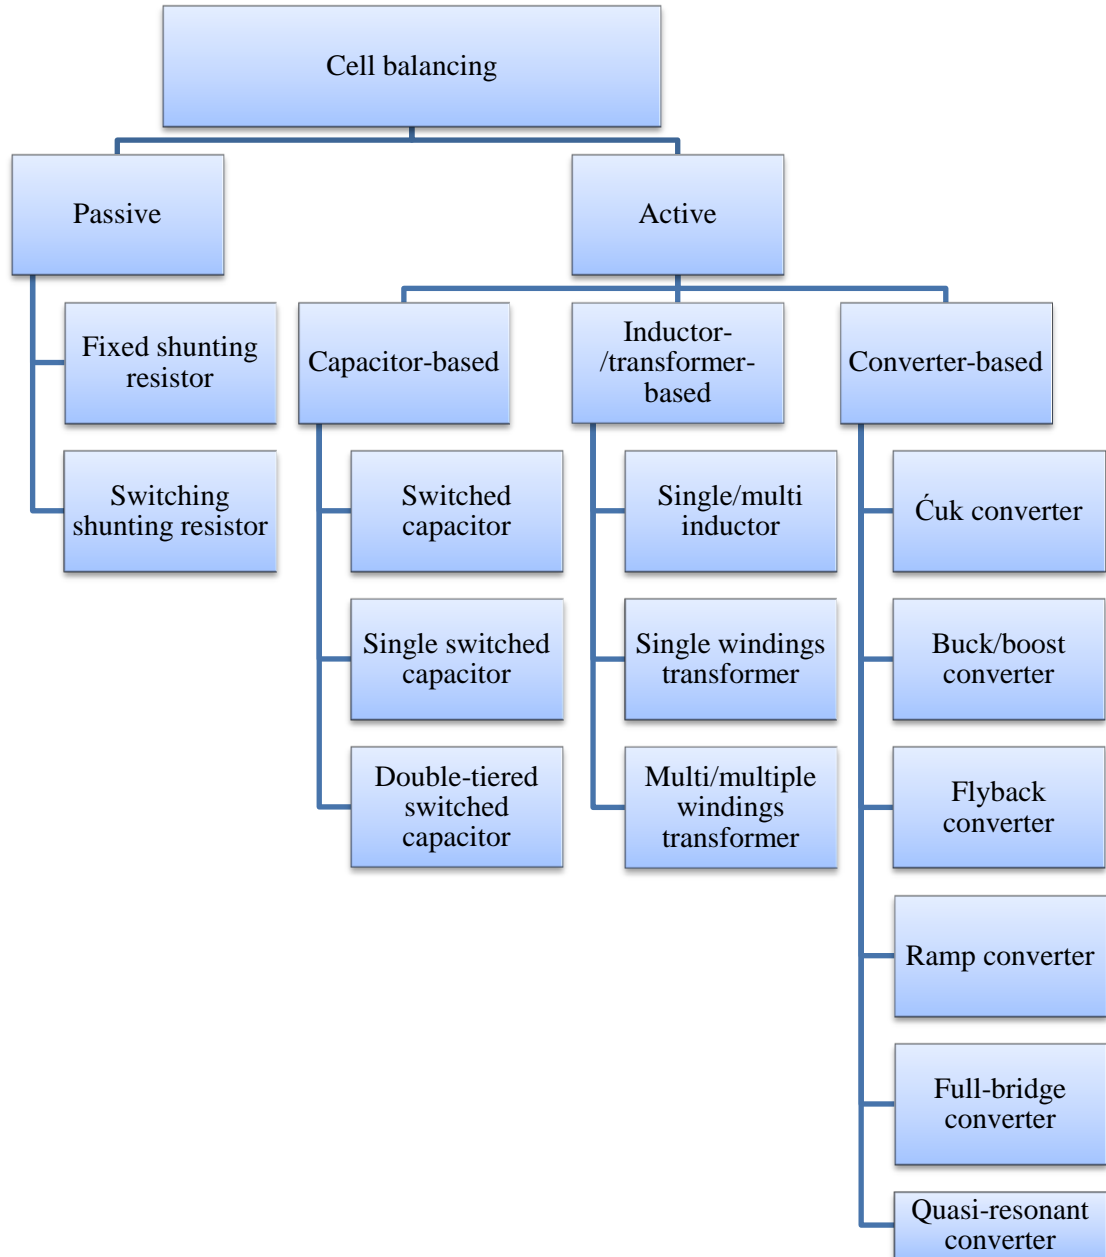 Cell balancing
Passive
Active
Fixed shunting
resistor
Switching
shunting resistor
Capacitor-based
Switched
capacitor
Single switched
capacitor
Double-tiered
switched
capacitor
Inductor-
/transformer-
based
Single/multi
inductor
Single windings
transformer
Multi/multiple
windings
transformer
Converter-based
Ćuk converter
Buck/boost
converter
Flyback
converter
Ramp converter
Full-bridge
converter
Quasi-resonant
converter